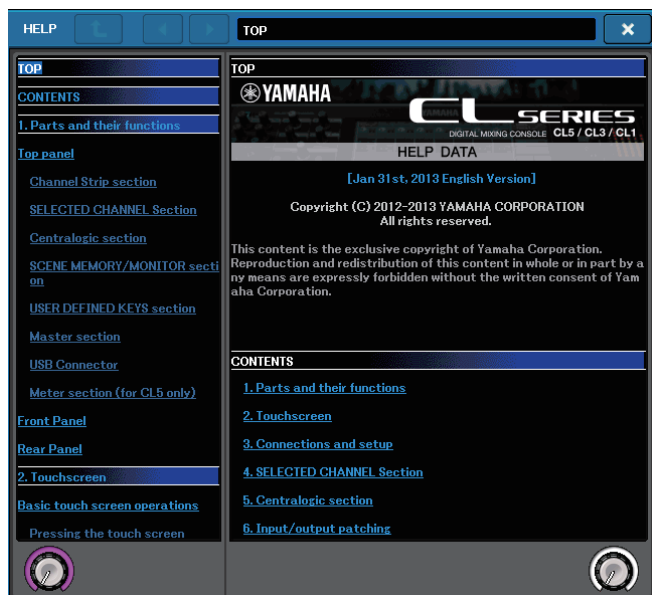 HELP
TOP
TOP
CONTENTS
1. Parts and their functions
Top panel
Channel Strip section
SELECTED CHANNEL Section
Centralogic section
SCENE MEMORY/MONITOR secti
on
USER DEFINED KEYS section
Master section
USB Connector
Meter section (for CL5 only)
Front Panel
Rear Panel
2. Touchscreen
Basic touch screen operations
Pressing the touch screen
TOP
YAMAHA
CL SERIES
DIGITAL MIXING CONSOLE CL5 / CL3 / CL1
HELP DATA
[Jan 31st, 2013 English Version]
Copyright (C) 2012-2013 YAMAHA CORPORATION
All rights reserved.
This content is the exclusive copyright of Yamaha Corporation.
Reproduction and redistribution of this content in whole or in part by a
ny means are expressly forbidden without the written consent of Yam
aha Corporation.
CONTENTS
1. Parts and their functions
2. Touchscreen
3. Connections and setup
4. SELECTED CHANNEL Section
5. Centralogic section
6. Input/output patching